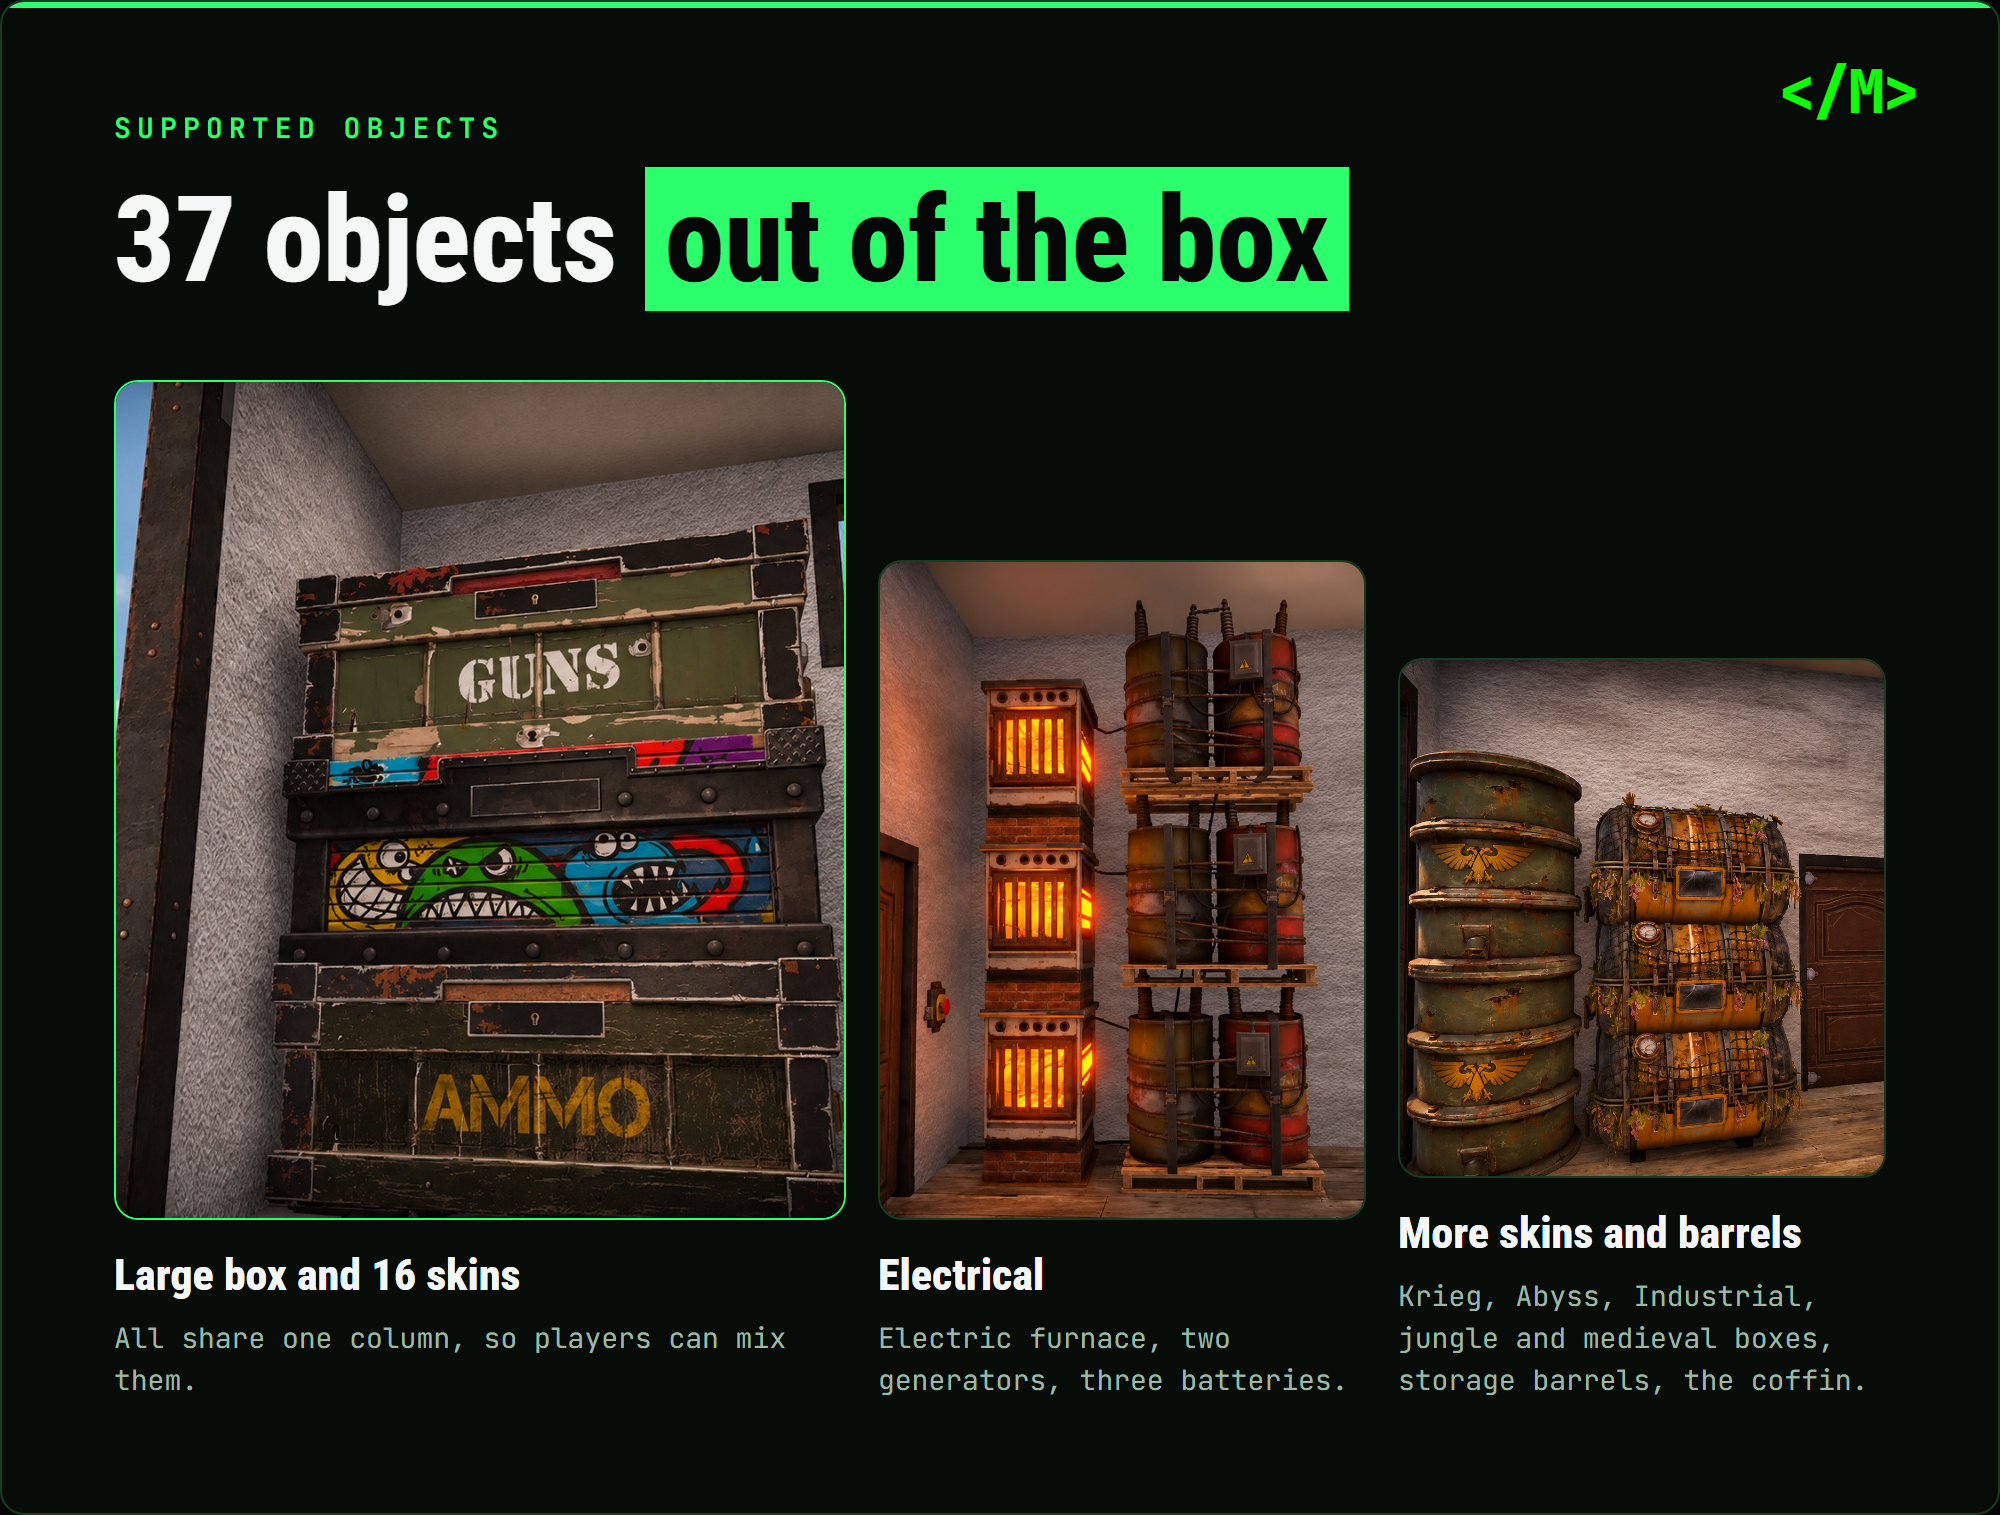 </M>
SUPPORTED OBJECTS
37 objects out of the box
GUNS
AMMO
Large box and 16 skins
All share one column, so players can mix
them.
Electrical
Electric furnace, two
generators, three batteries.
More skins and barrels
Krieg, Abyss, Industrial,
jungle and medieval boxes,
storage barrels, the coffin.